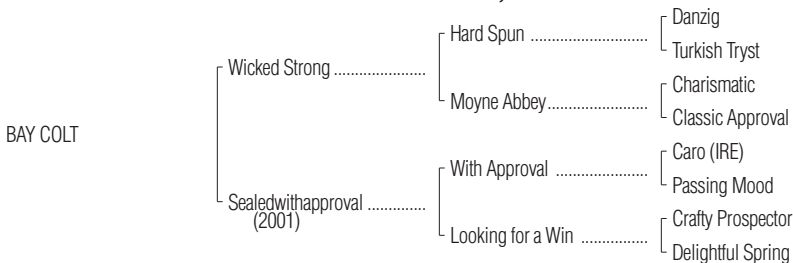 Danzig
Hard Spun ..........................
Turkish Tryst
Wicked Strong ......................
Charismatic
Moyne Abbey......................
Classic Approval
BAY COLT
Caro (IRE)
With Approval ....................
Passing Mood
Sealedwithapproval .............
(2001)
Crafty Prospector
Looking for a Win ...............
Delightful Spring